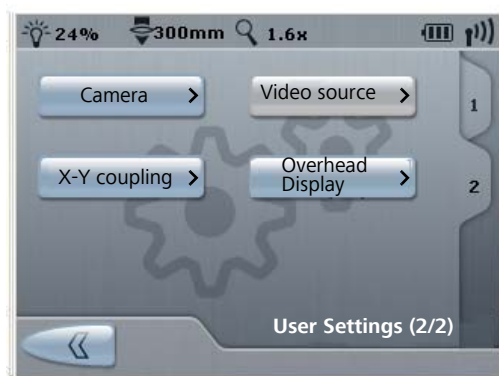 24% 300mm 1.6x
Camera > Video source >
1
X-Y coupling > Overhead Display >
2
User Settings (2/2)